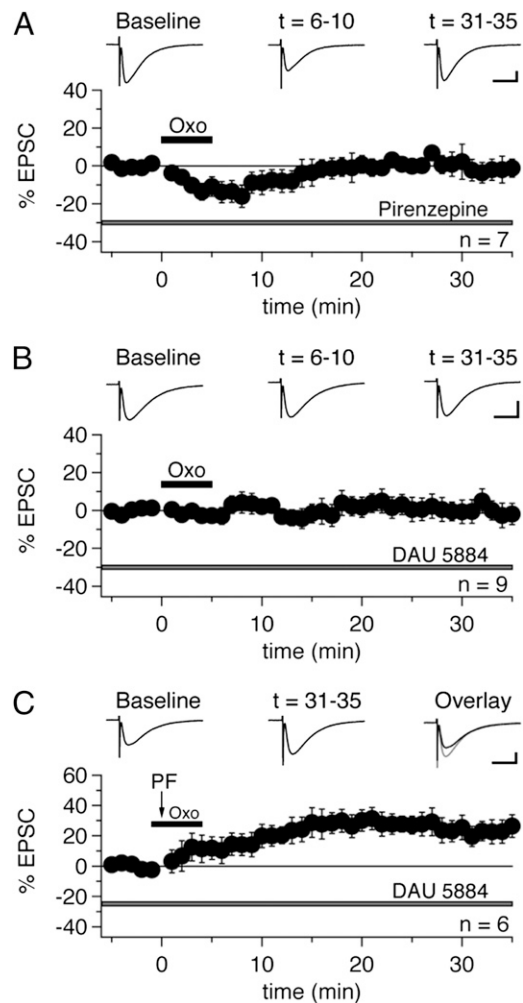 A
Baseline t = 6-10 t = 31-35
40
20
0
-20
-40
% EPSC
Oxo
Pirenzepine
n = 7
0 10 20 30
time (min)
B
Baseline t = 6-10 t = 31-35
40
20
0
-20
-40
% EPSC
Oxo
DAU 5884
n = 9
0 10 20 30
time (min)
C
Baseline t = 31-35 Overlay
60
40
20
0
-20
-40
% EPSC
PF
Oxo
DAU 5884
n = 6
0 10 20 30
time (min)